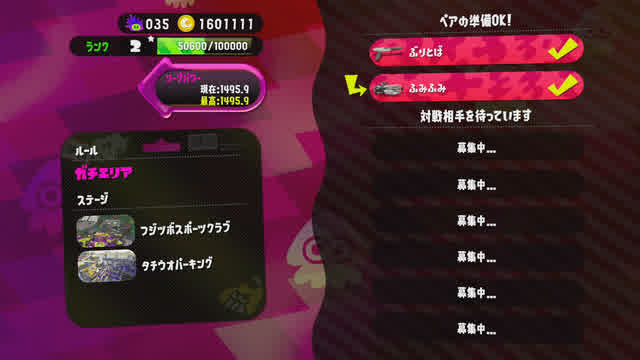 035 1601111
ランク 2 50600/100000
リーグパワー
現在:1495.9
最高:1495.9
ルール
ガチエリア
ステージ
フジツボスポーツクラブ
タチウオパーキング
ペアの準備OK!
ぷりとば
ふみふみ
対戦相手を待っています
募集中...
募集中...
募集中...
募集中...
募集中...
募集中...